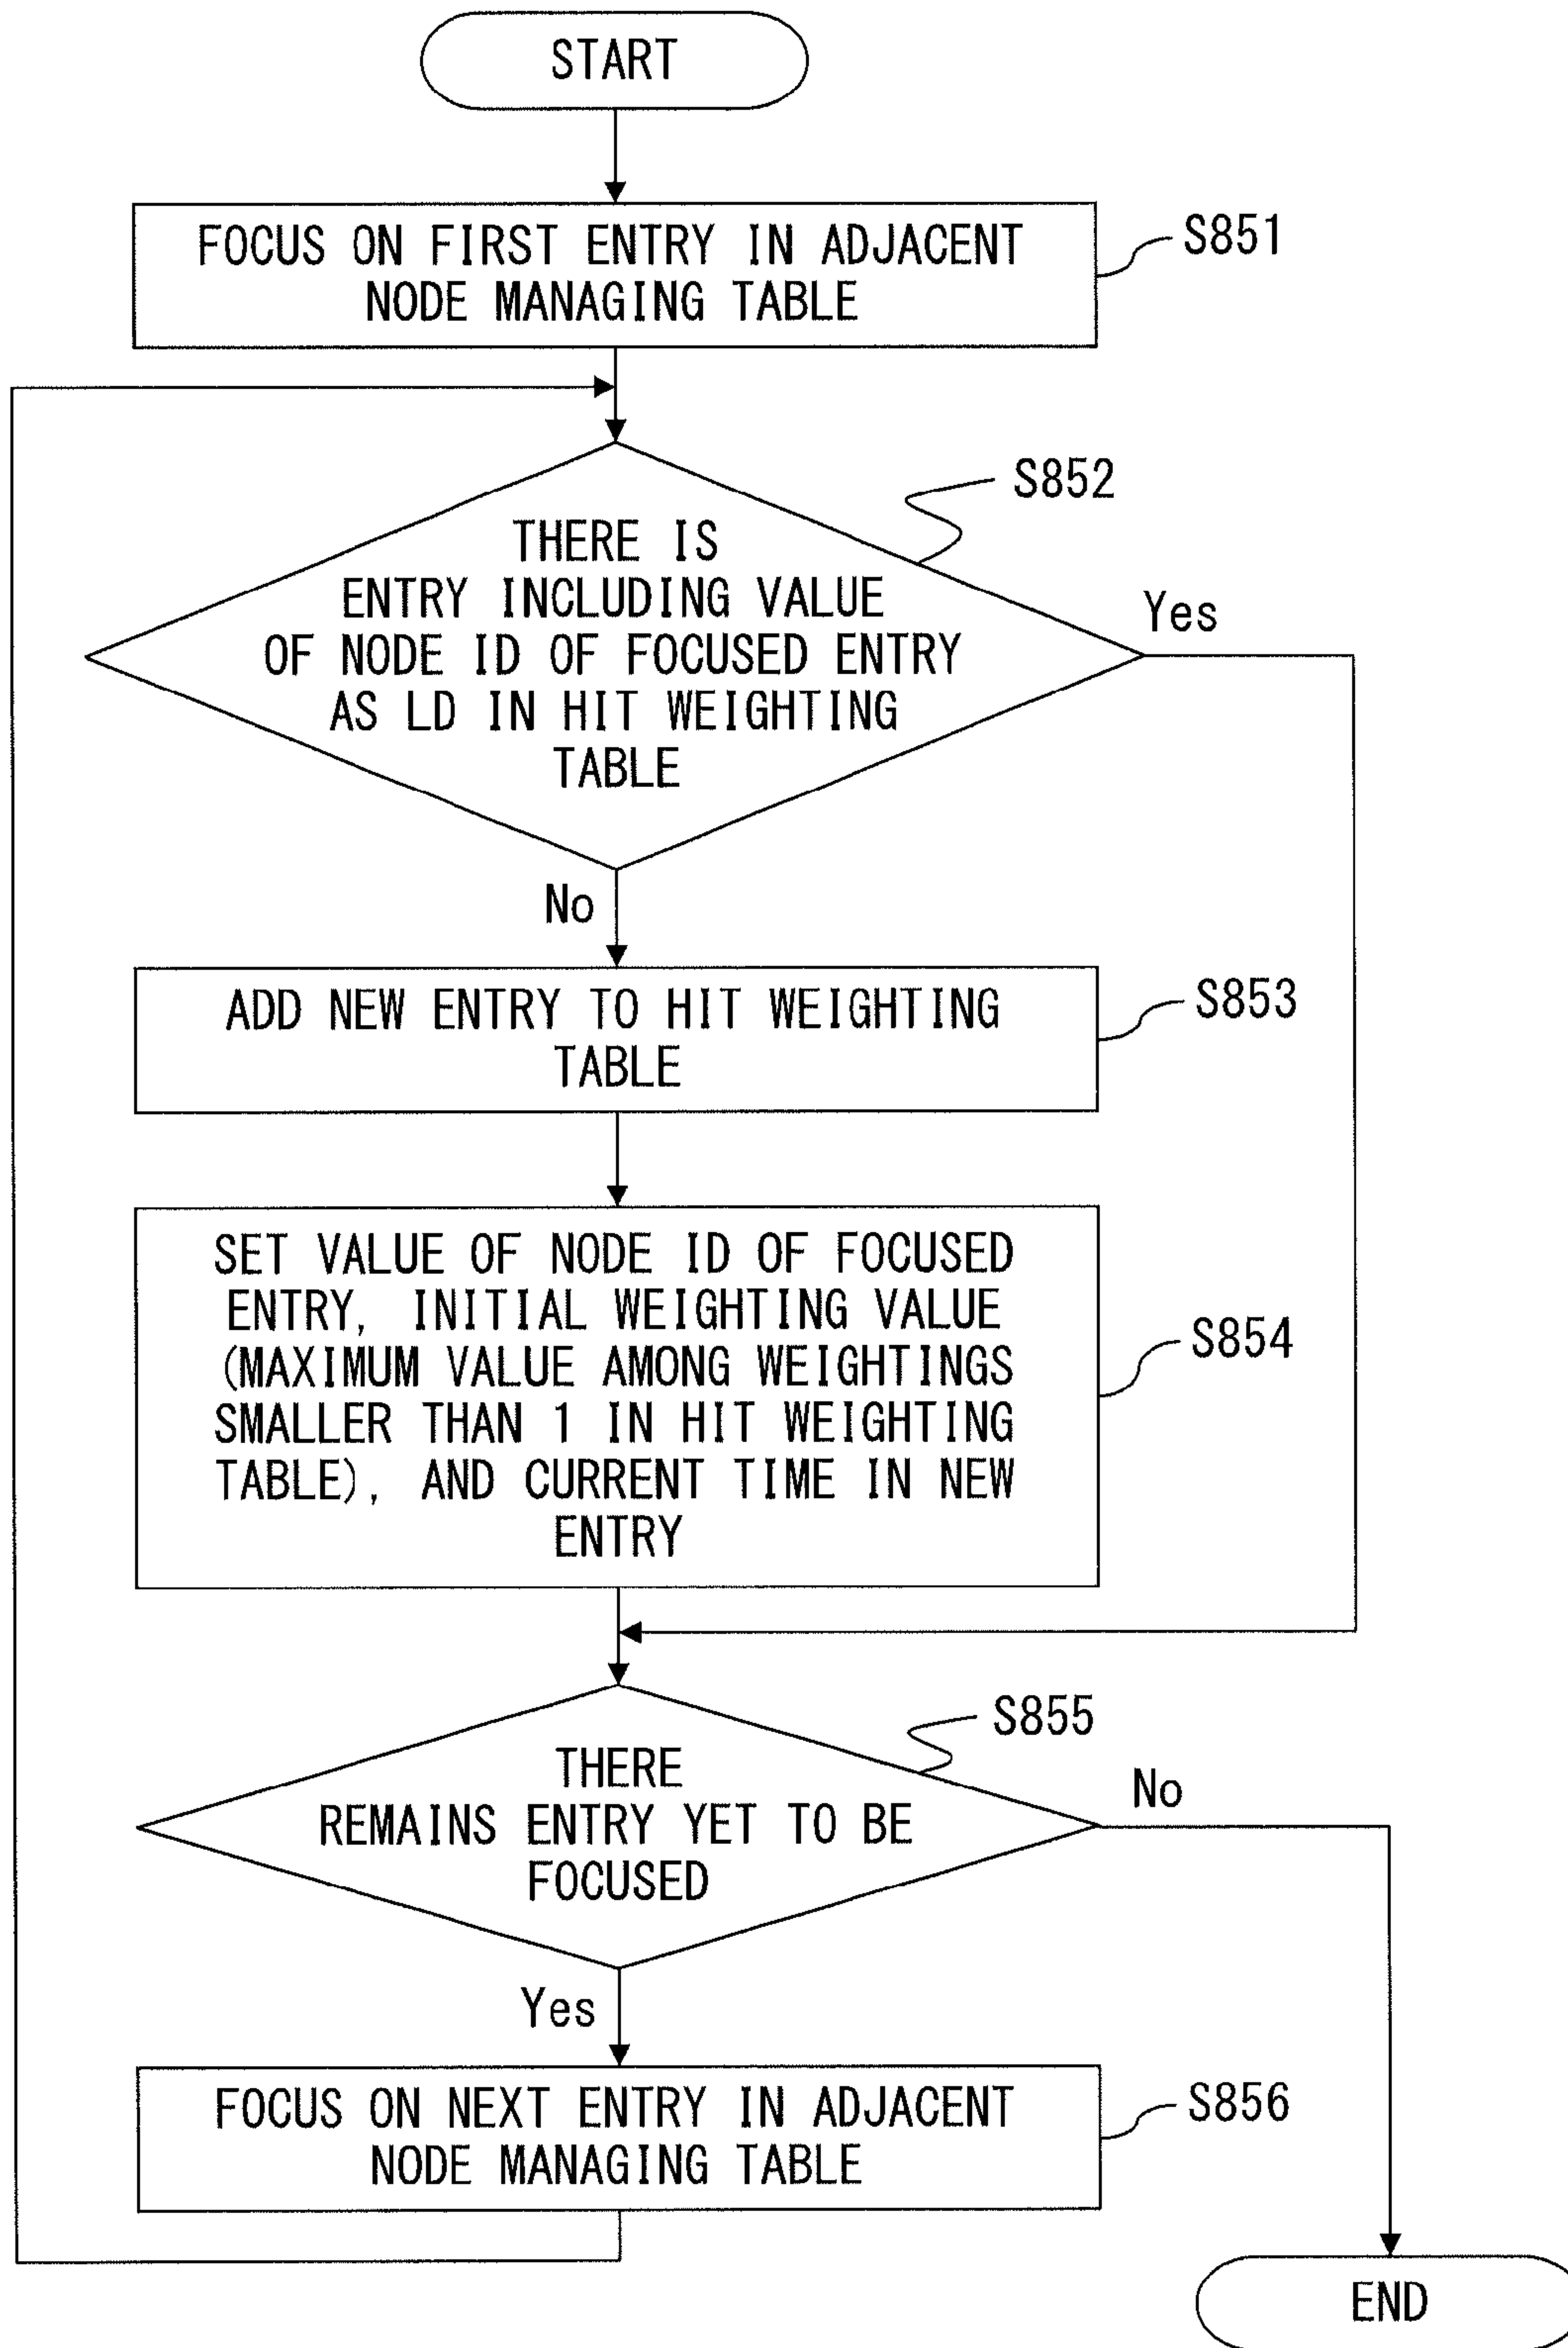 START
FOCUS ON FIRST ENTRY IN ADJACENT
NODE MANAGING TABLE
S851
S852
THERE IS
ENTRY INCLUDING VALUE
OF NODE ID OF FOCUSED ENTRY
AS LD IN HIT WEIGHTING
TABLE
Yes
No
ADD NEW ENTRY TO HIT WEIGHTING
TABLE
S853
SET VALUE OF NODE ID OF FOCUSED
ENTRY, INITIAL WEIGHTING VALUE
(MAXIMUM VALUE AMONG WEIGHTINGS
SMALLER THAN 1 IN HIT WEIGHTING
TABLE), AND CURRENT TIME IN NEW
ENTRY
S854
S855
THERE
REMAINS ENTRY YET TO BE
FOCUSED
No
Yes
FOCUS ON NEXT ENTRY IN ADJACENT
NODE MANAGING TABLE
S856
END